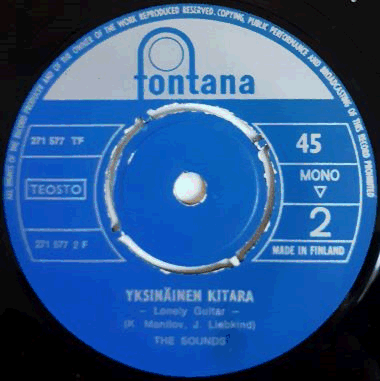 ALL RIGHTS OF THE RECORD PRODUCER AND OF THE OWNER OF THE WORK REPRODUCED RESERVED. COPYING, PUBLIC PERFORMANCE AND BROADCASTING OF THIS RECORD PROHIBITED
fontana
271 577 TF
45
TEOSTO
MONO
2
271 577 2 F
MADE IN FINLAND
YKSINÄINEN KITARA
– Lonely Guitar –
(K. Manilov, J. Liebkind)
THE SOUNDS